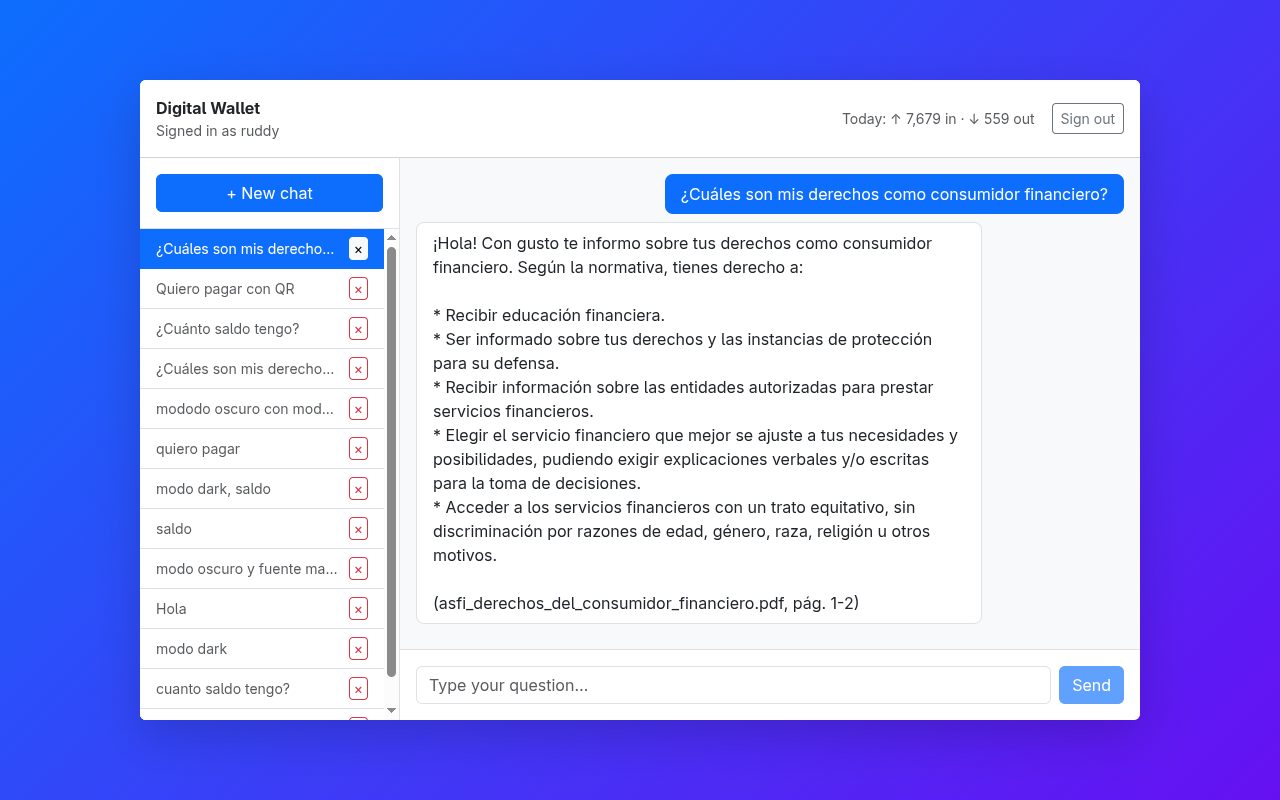 Digital Wallet
Signed in as ruddy
Today: ↑ 7,679 in · ↓ 559 out
Sign out
+ New chat
¿Cuáles son mis derecho...
×
Quiero pagar con QR
×
¿Cuánto saldo tengo?
×
¿Cuáles son mis derecho...
×
mododo oscuro con mod...
×
quiero pagar
×
modo dark, saldo
×
saldo
×
modo oscuro y fuente ma...
×
Hola
×
modo dark
×
cuanto saldo tengo?
×
¿Cuáles son mis derechos como consumidor financiero?
¡Hola! Con gusto te informo sobre tus derechos como consumidor
financiero. Según la normativa, tienes derecho a:
* Recibir educación financiera.
* Ser informado sobre tus derechos y las instancias de protección
para su defensa.
* Recibir información sobre las entidades autorizadas para prestar
servicios financieros.
* Elegir el servicio financiero que mejor se ajuste a tus necesidades y
posibilidades, pudiendo exigir explicaciones verbales y/o escritas
para la toma de decisiones.
* Acceder a los servicios financieros con un trato equitativo, sin
discriminación por razones de edad, género, raza, religión u otros
motivos.
(asfi_derechos_del_consumidor_financiero.pdf, pág. 1-2)
Type your question...
Send